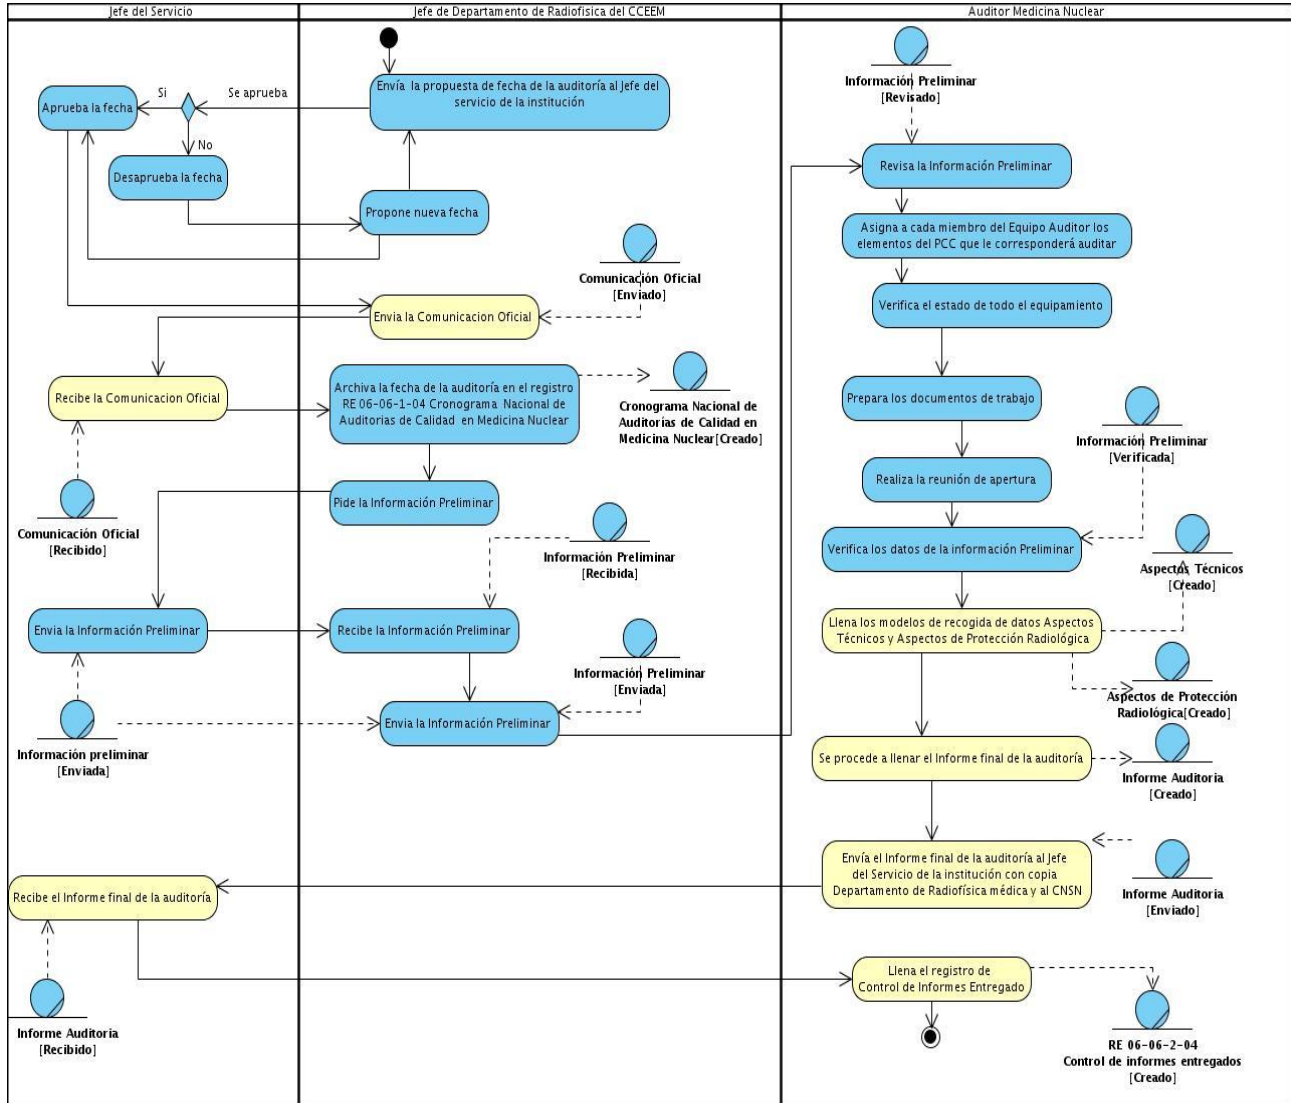 Jefe del Servicio
Jefe de Departamento de Radiofisica del CCEEM
Auditor Medicina Nuclear
Envía la propuesta de fecha de la auditoría al Jefe del
servicio de la institución
Se aprueba
Si
Aprueba la fecha
No
Desaprueba la fecha
Propone nueva fecha
Comunicación Oficial
[Enviado]
Envia la Comunicacion Oficial
Recibe la Comunicacion Oficial
Comunicación Oficial
[Recibido]
Archiva la fecha de la auditoría en el registro
RE 06-06-1-04 Cronograma Nacional de
Auditorias de Calidad en Medicina Nuclear
Cronograma Nacional de
Auditorías de Calidad en
Medicina Nuclear[Creado]
Pide la Información Preliminar
Información Preliminar
[Recibida]
Envia la Información Preliminar
Recibe la Información Preliminar
Información Preliminar
[Enviada]
Información preliminar
[Enviada]
Envia la Información Preliminar
Información Preliminar
[Revisado]
Revisa la Información Preliminar
Asigna a cada miembro del Equipo Auditor los
elementos del PCC que le corresponderá auditar
Verifica el estado de todo el equipamiento
Prepara los documentos de trabajo
Información Preliminar
[Verificada]
Realiza la reunión de apertura
Verifica los datos de la información Preliminar
Aspectos Técnicos
[Creado]
Llena los modelos de recogida de datos Aspectos
Técnicos y Aspectos de Protección Radiológica
Aspectos de Protección
Radiológica[Creado]
Se procede a llenar el Informe final de la auditoría
Informe Auditoria
[Creado]
Envía el Informe final de la auditoría al Jefe
del Servicio de la institución con copia
Departamento de Radiofísica médica y al CNSN
Informe Auditoria
[Enviado]
Recibe el Informe final de la auditoría
Informe Auditoria
[Recibido]
Llena el registro de
Control de Informes Entregado
RE 06-06-2-04
Control de informes entregados
[Creado]